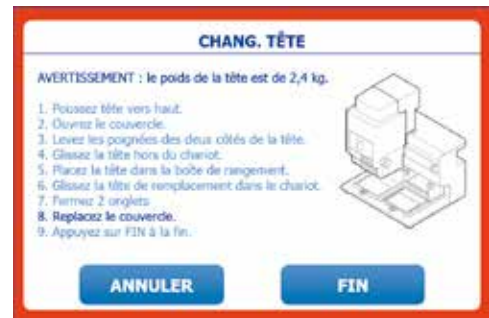 CHANG. TÊTE
AVERTISSEMENT : le poids de la tête est de 2,4 kg.
1. Poussez tête vers haut.
2. Ouvrez le couvercle.
3. Levez les poignées des deux côtés de la tête.
4. Glissez la tête hors du chariot.
5. Placez la tête dans la boîte de rangement.
6. Glissez la tête de remplacement dans le chariot.
7. Fermez 2 onglets
8. Replacez le couvercle.
9. Appuyez sur FIN à la fin.
ANNULER
FIN